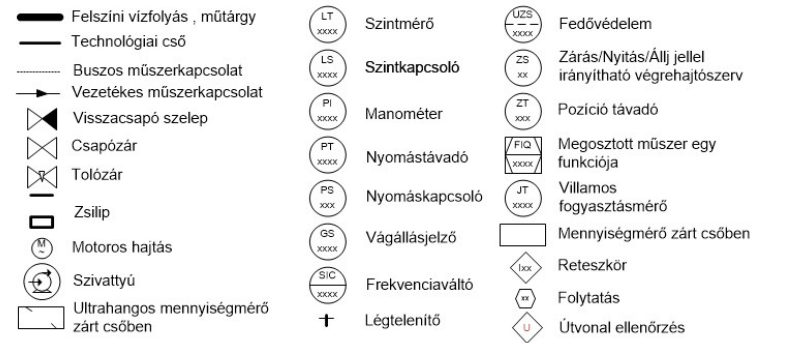 Felszíni vízfolyás , műtárgy
Technológiai cső
Buszos műszerkapcsolat
Vezetékes műszerkapcsolat
Visszacsapó szelep
Csapózár
Tolózár
Zsilip
M
~
Motoros hajtás
Szivattyú
Ultrahangos mennyiségmérő
zárt csőben
LT
xxxx
Szintmérő
LS
xxxx
Szintkapcsoló
PI
xxxx
Manométer
PT
xxxx
Nyomástávadó
PS
xxx
Nyomáskapcsoló
GS
xxxx
Vágállásjelző
SIC
xxxx
Frekvenciaváltó
Légtelenítő
UZS
xxxx
Fedővédelem
ZS
xx
Zárás/Nyitás/Állj jellel
irányítható végrehajtószerv
ZT
xxx
Pozíció távadó
FIQ
xxxx
Megosztott műszer egy
funkciója
JT
xxxx
Villamos
fogyasztásmérő
Mennyiségmérő zárt csőben
Ixx
Reteszkör
xx
Folytatás
U
Útvonal ellenőrzés